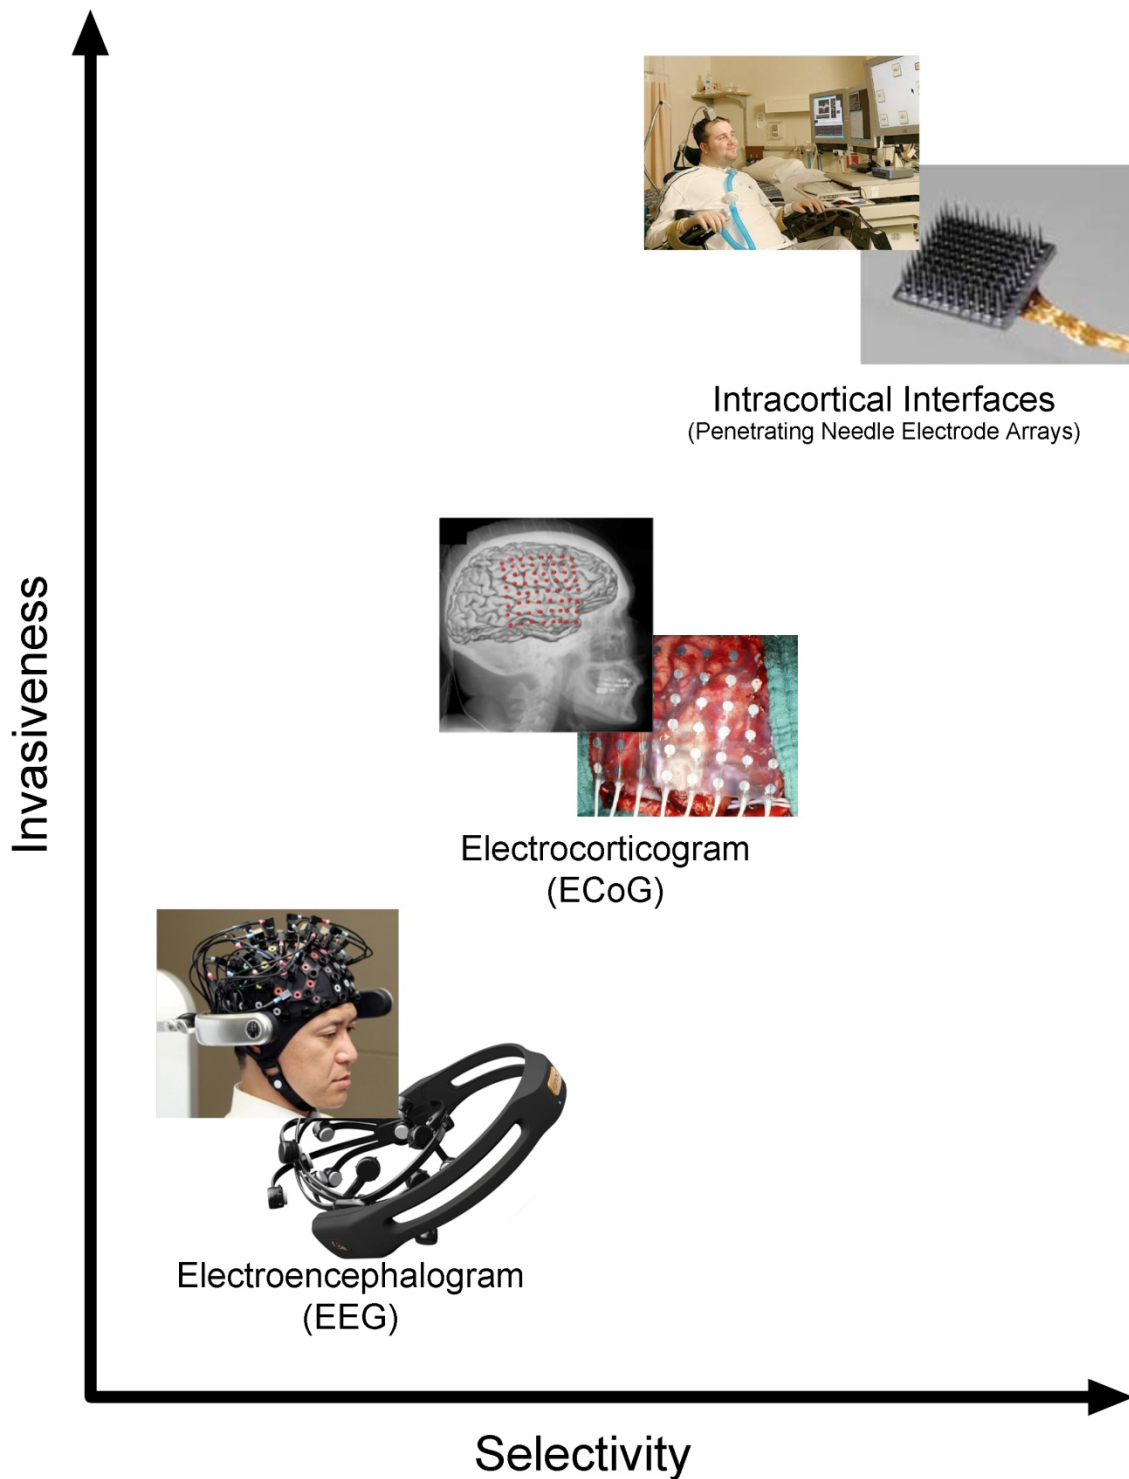 Intracortical Interfaces
(Penetrating Needle Electrode Arrays)
Invasiveness
Electrocorticogram
(ECoG)
Electroencephalogram
(EEG)
Selectivity